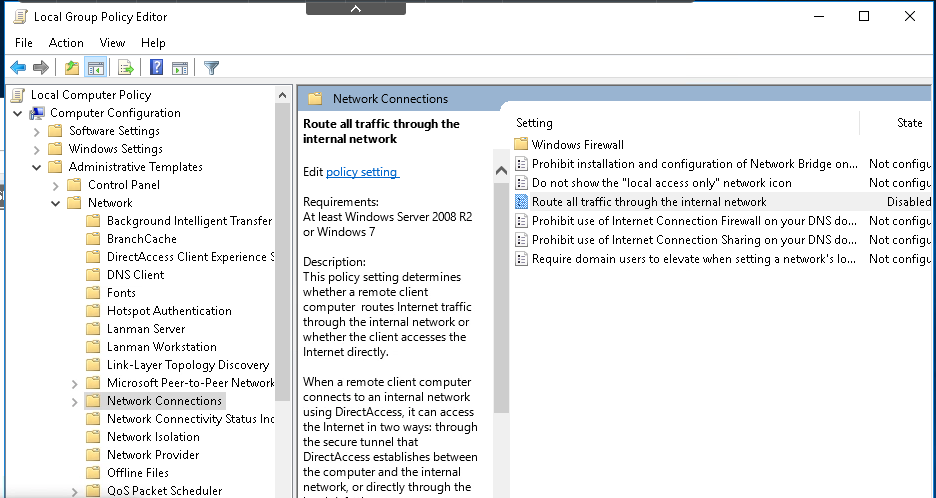 Local Group Policy Editor
File Action View Help
Local Computer Policy
Computer Configuration
Software Settings
Windows Settings
Administrative Templates
Control Panel
Network
Background Intelligent Transfer
BranchCache
DirectAccess Client Experience S
DNS Client
Fonts
Hotspot Authentication
Lanman Server
Lanman Workstation
Link-Layer Topology Discovery
Microsoft Peer-to-Peer Network
Network Connections
Network Connectivity Status Inc
Network Isolation
Network Provider
Offline Files
QoS Packet Scheduler
Network Connections
Route all traffic through the
internal network
Edit policy setting
Requirements:
At least Windows Server 2008 R2
or Windows 7
Description:
This policy setting determines
whether a remote client
computer routes Internet traffic
through the internal network or
whether the client accesses the
Internet directly.
When a remote client computer
connects to an internal network
using DirectAccess, it can access
the Internet in two ways: through
the secure tunnel that
DirectAccess establishes between
the computer and the internal
network, or directly through the
Setting State
Windows Firewall
Prohibit installation and configuration of Network Bridge on... Not configu
Do not show the "local access only" network icon Not configu
Route all traffic through the internal network Disabled
Prohibit use of Internet Connection Firewall on your DNS do... Not configu
Prohibit use of Internet Connection Sharing on your DNS do... Not configu
Require domain users to elevate when setting a network's lo... Not configu